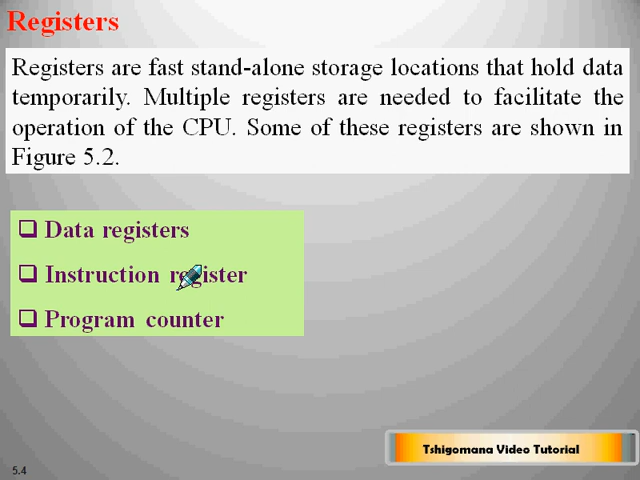 Registers
Registers are fast stand-alone storage locations that hold data
temporarily. Multiple registers are needed to facilitate the
operation of the CPU. Some of these registers are shown in
Figure 5.2.
Data registers
Instruction register
Program counter
Tshigomana Video Tutorial
5.4